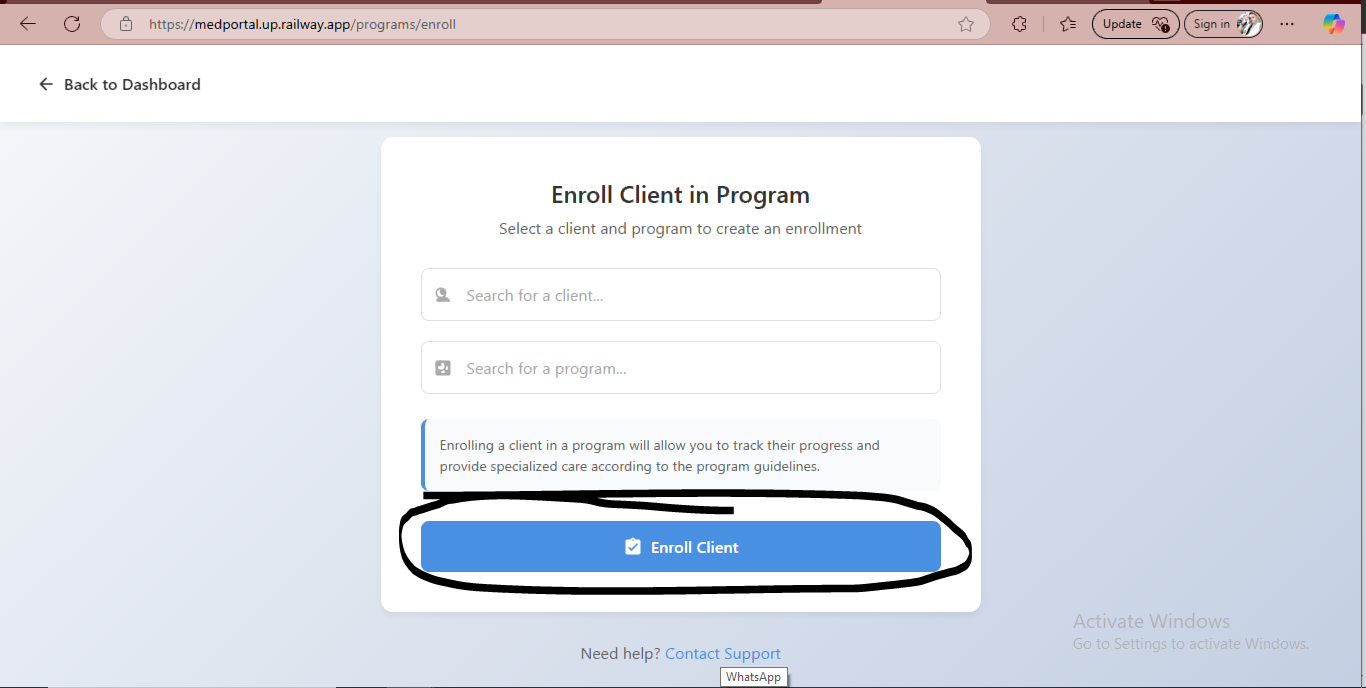 https://medportal.up.railway.app/programs/enroll
Update
Sign in
Back to Dashboard
Enroll Client in Program
Select a client and program to create an enrollment
Search for a client...
Search for a program...
Enrolling a client in a program will allow you to track their progress and
provide specialized care according to the program guidelines.
Enroll Client
Activate Windows
Go to Settings to activate Windows.
Need help? Contact Support
WhatsApp